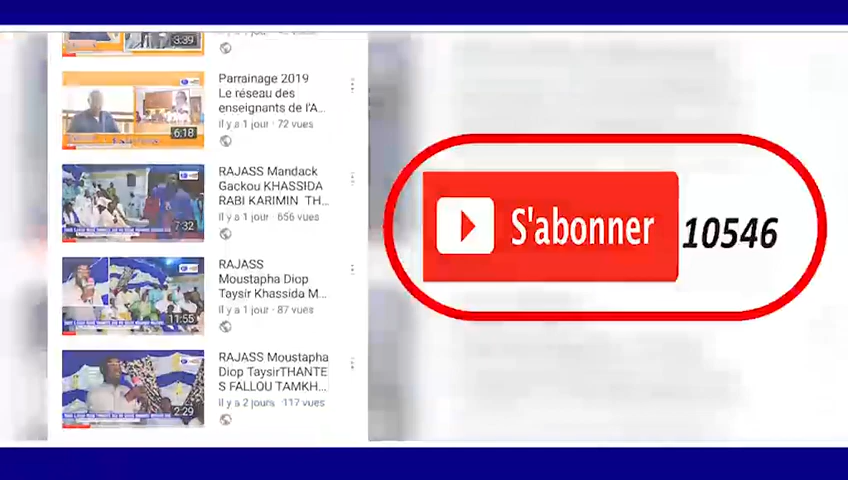 3:39
Parrainage 2019
Le réseau des
enseignants de l'A...
Il y a 1 jour · 72 vues
6:18
RAJASS Mandack
Gackou KHASSIDA
RABI KARIMIN TH...
Il y a 1 jour · 656 vues
7:32
RAJASS
Moustapha Diop
Taysir Khassida M...
Il y a 1 jour · 87 vues
11:55
RAJASS Moustapha
Diop TaysirTHANTE
S FALLOU TAMKH...
Il y a 2 jours · 117 vues
2:29
S'abonner
10546